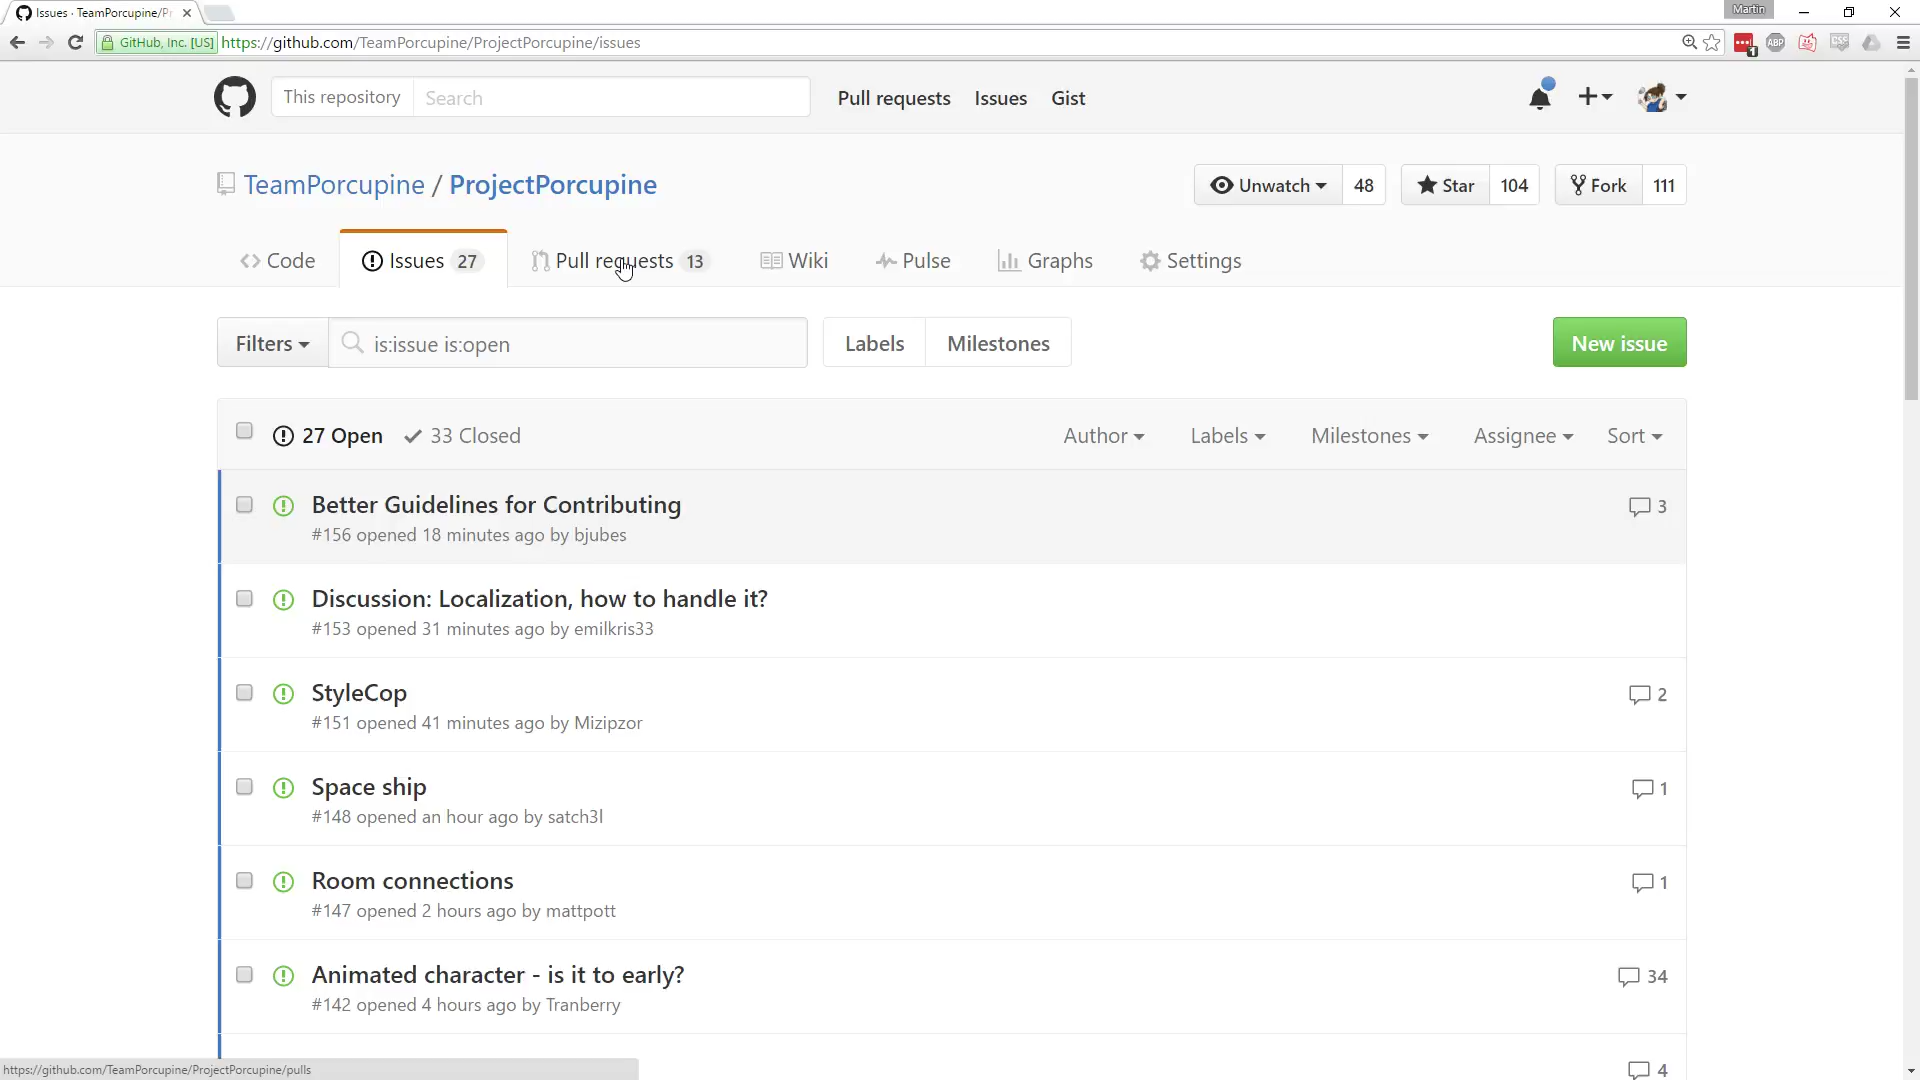 Issues · TeamPorcupine/Pr
Martin
GitHub, Inc. [US]
https://github.com/TeamPorcupine/ProjectPorcupine/issues
1
ABP
CSS
This repository
Search
Pull requests
Issues
Gist
TeamPorcupine / ProjectPorcupine
Unwatch 48
Star 104
Fork 111
Code
Issues 27
Pull requests 13
Wiki
Pulse
Graphs
Settings
Filters
is:issue is:open
Labels
Milestones
New issue
27 Open
33 Closed
Author
Labels
Milestones
Assignee
Sort
Better Guidelines for Contributing
3
#156 opened 18 minutes ago by bjubes
Discussion: Localization, how to handle it?
#153 opened 31 minutes ago by emilkris33
StyleCop
2
#151 opened 41 minutes ago by Mizipzor
Space ship
1
#148 opened an hour ago by satch3l
Room connections
1
#147 opened 2 hours ago by mattpott
Animated character - is it to early?
34
#142 opened 4 hours ago by Tranberry
4
https://github.com/TeamPorcupine/ProjectPorcupine/pulls